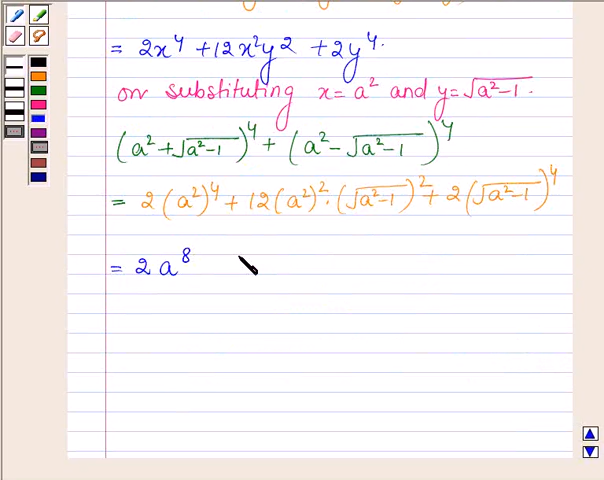 = 2x⁴ + 12x²y² + 2y⁴.
on substituting x = a² and y = √(a²-1).
(a² + √(a²-1))⁴ + (a² - √(a²-1))⁴
= 2(a²)⁴ + 12(a²)² · (√(a²-1))² + 2(√(a²-1))⁴
= 2a⁸